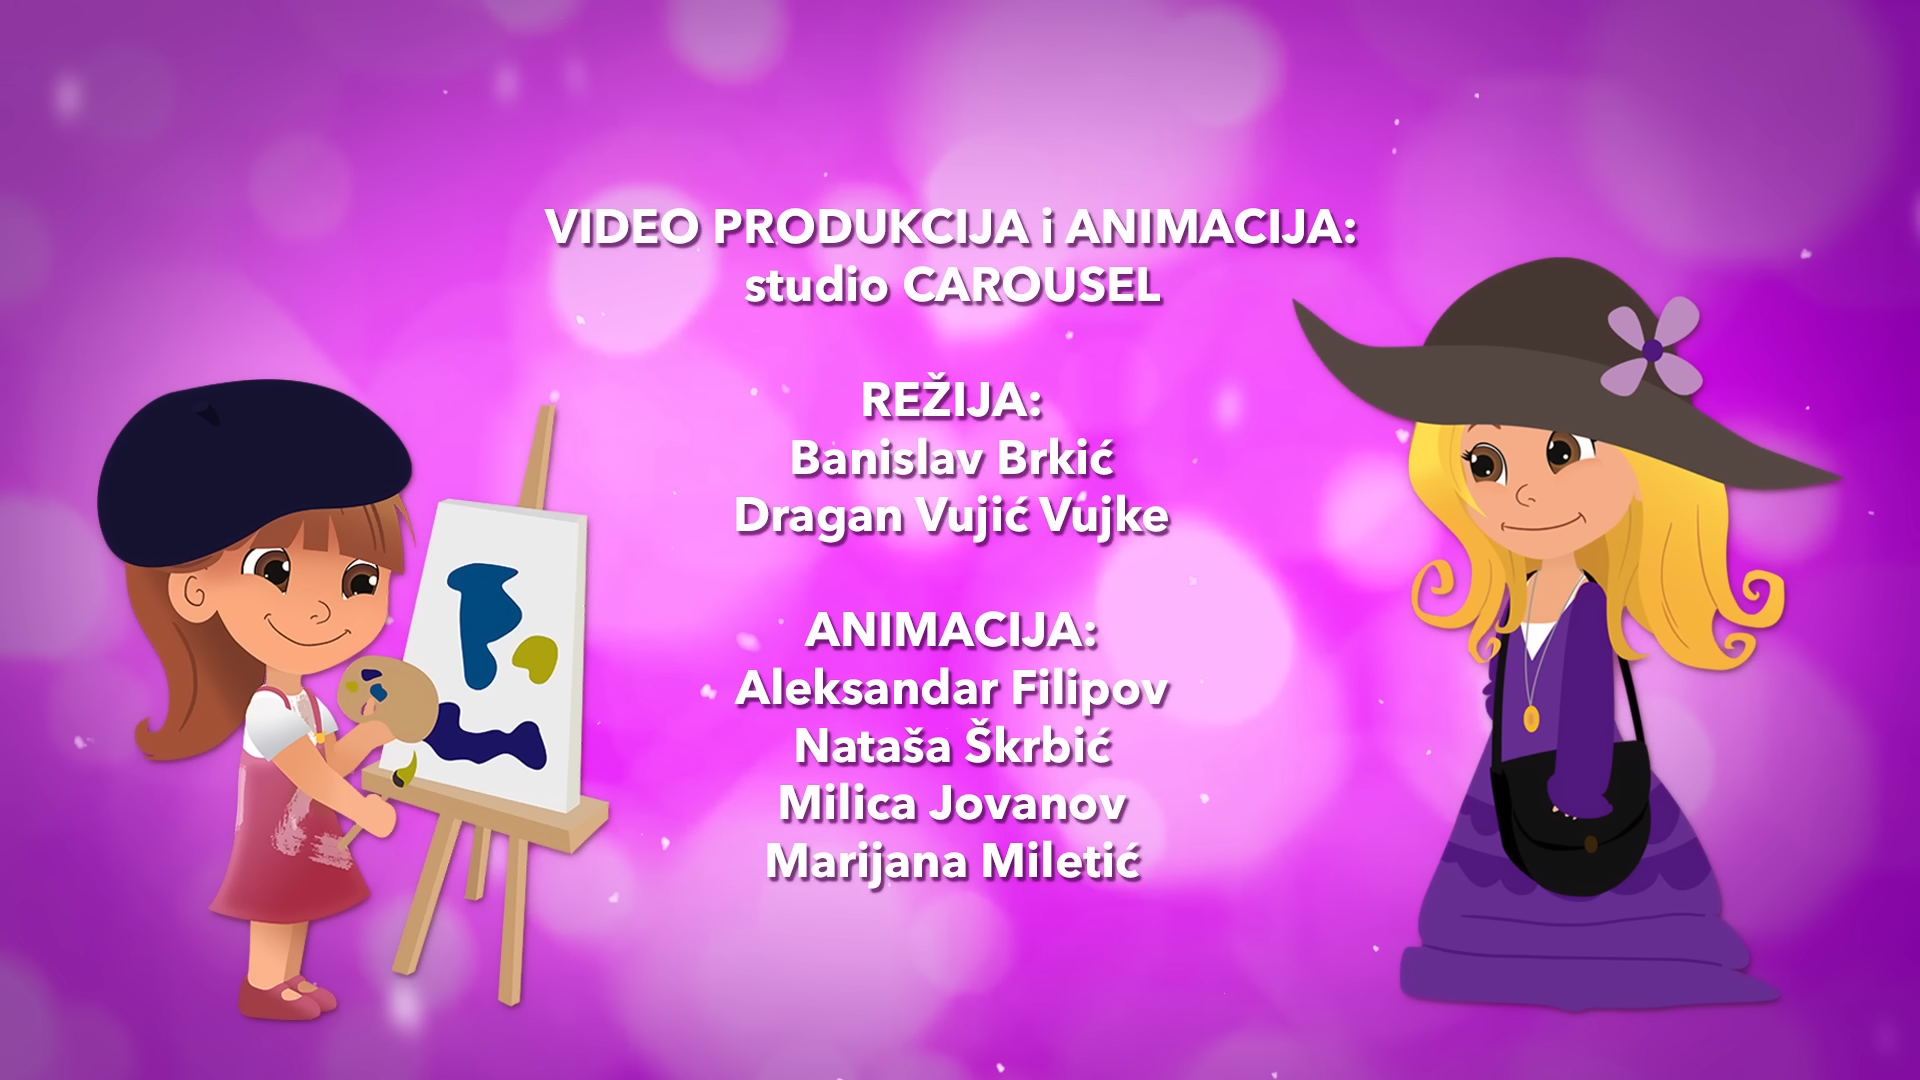 VIDEO PRODUKCIJA i ANIMACIJA:
studio CAROUSEL
REŽIJA:
Banislav Brkić
Dragan Vujić Vujke
ANIMACIJA:
Aleksandar Filipov
Nataša Škrbić
Milica Jovanov
Marijana Miletić